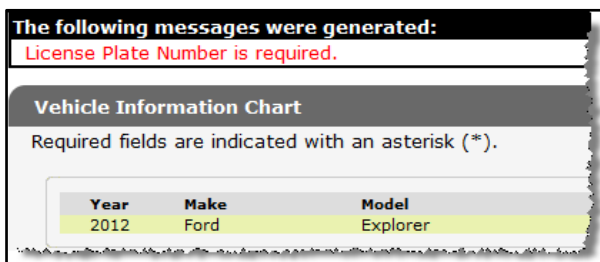 The following messages were generated:
License Plate Number is required.
Vehicle Information Chart
Required fields are indicated with an asterisk (*).
Year Make Model
2012 Ford Explorer